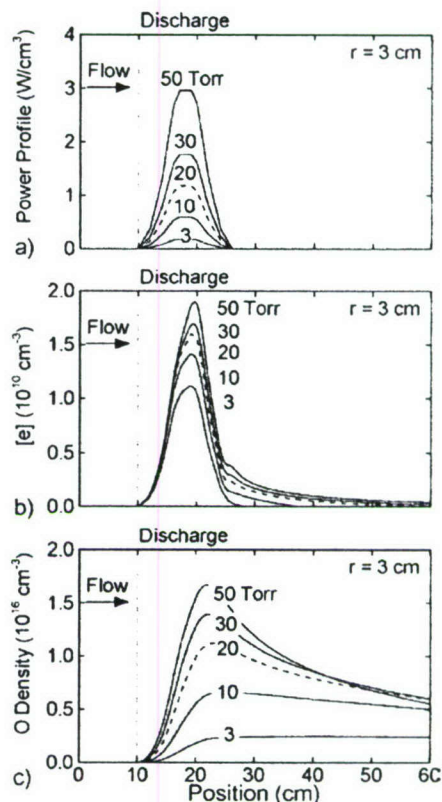 Discharge
Power Profile (W/cm³)
4
3
2
1
0
Flow
50 Torr
30
20
10
3
r = 3 cm
a)
Discharge
[e] (10¹⁰ cm⁻³)
2.0
1.5
1.0
0.5
0.0
Flow
50 Torr
30
20
10
3
r = 3 cm
b)
Discharge
O Density (10¹⁶ cm⁻³)
2.0
1.5
1.0
0.5
0.0
Flow
50 Torr
30
20
10
3
r = 3 cm
c)
0
20
40
6c
Position (cm)